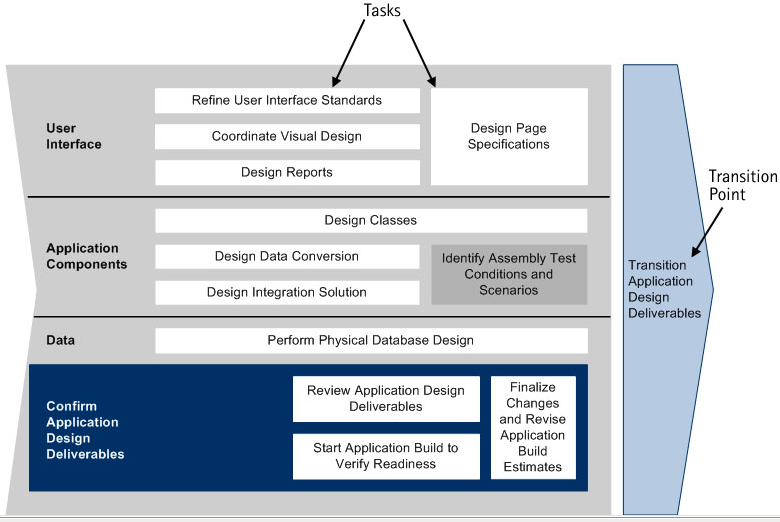 Tasks
User
Interface
Refine User Interface Standards
Coordinate Visual Design
Design Reports
Design Page
Specifications
Application
Components
Design Classes
Design Data Conversion
Design Integration Solution
Identify Assembly Test
Conditions and
Scenarios
Data
Perform Physical Database Design
Confirm
Application
Design
Deliverables
Review Application Design
Deliverables
Start Application Build to
Verify Readiness
Finalize
Changes
and Revise
Application
Build
Estimates
Transition
Point
Transition
Application
Design
Deliverables